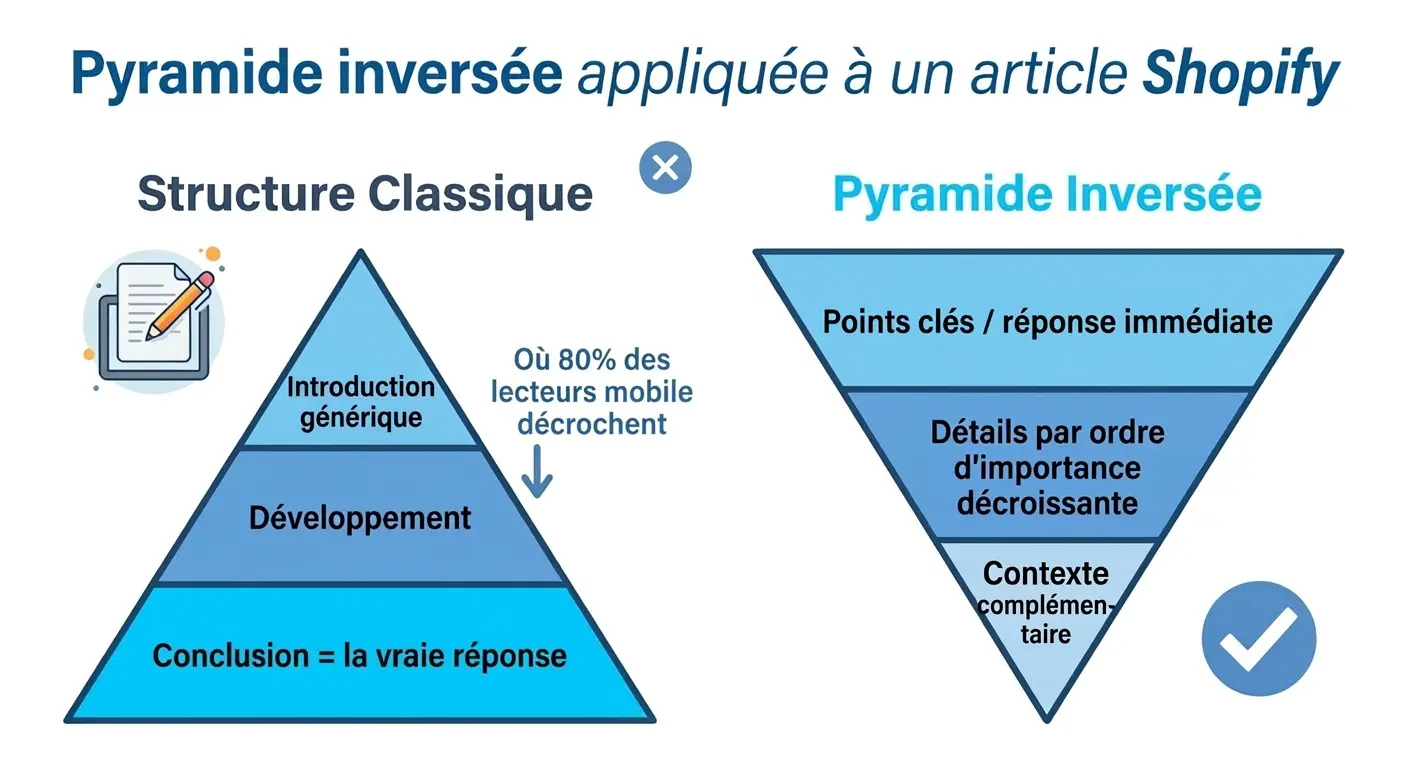 Pyramide inversée appliquée à un article Shopify
Structure Classique
Introduction
générique
Où 80% des
lecteurs mobile
décrochent
Développement
Conclusion = la vraie réponse
Pyramide Inversée
Points clés / réponse immédiate
Détails par ordre
d'importance
décroissante
Contexte
complémen-
taire